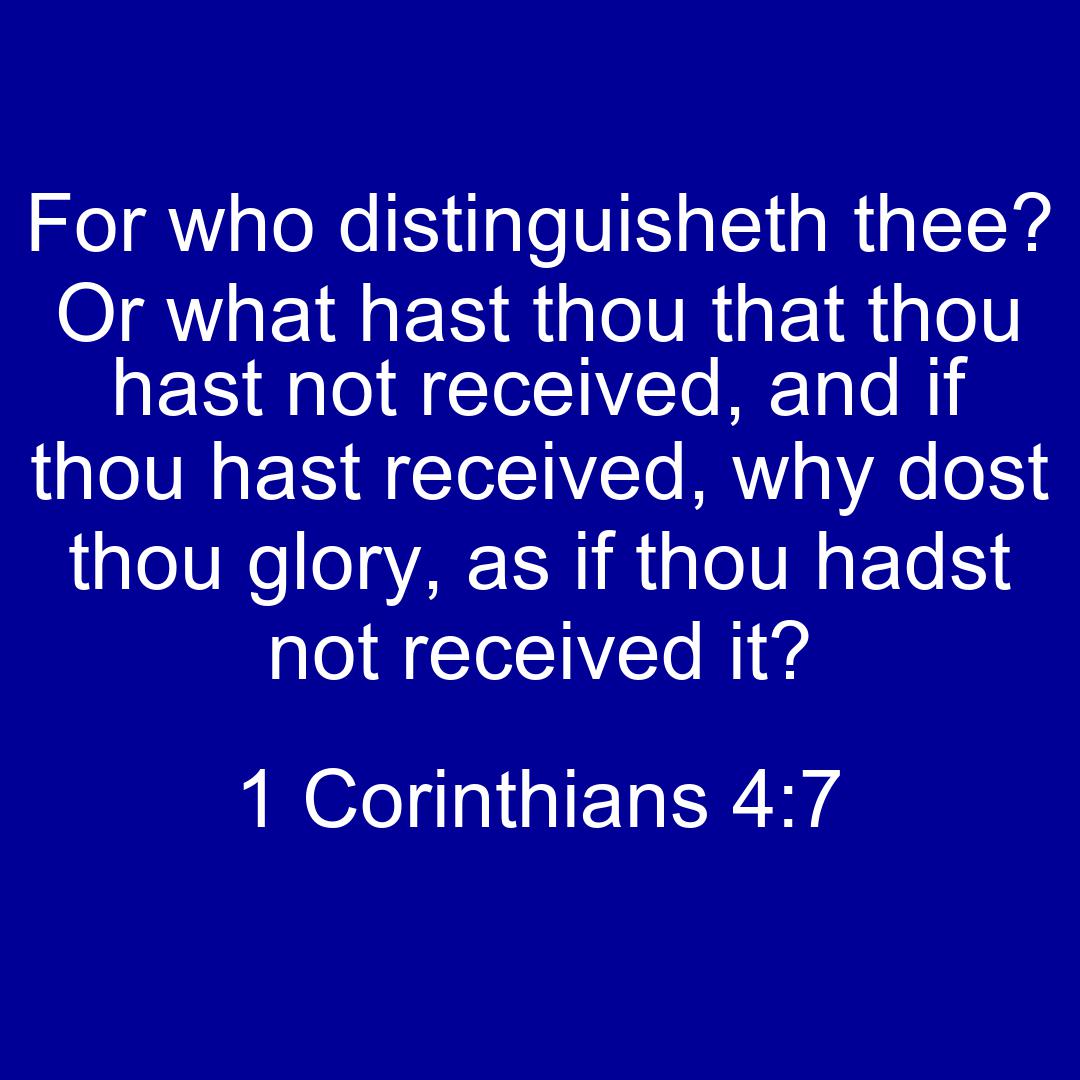 For who distinguisheth thee?
Or what hast thou that thou
hast not received, and if
thou hast received, why dost
thou glory, as if thou hadst
not received it?
1 Corinthians 4:7